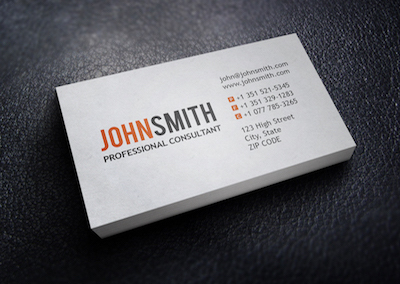 JOHNSMITH
PROFESSIONAL CONSULTANT
john@johnsmith.com
www.johnsmith.com
+1 351 521-5345
+1 351 329-1283
+1 077 785-3265
123 High Street
City, State
ZIP CODE